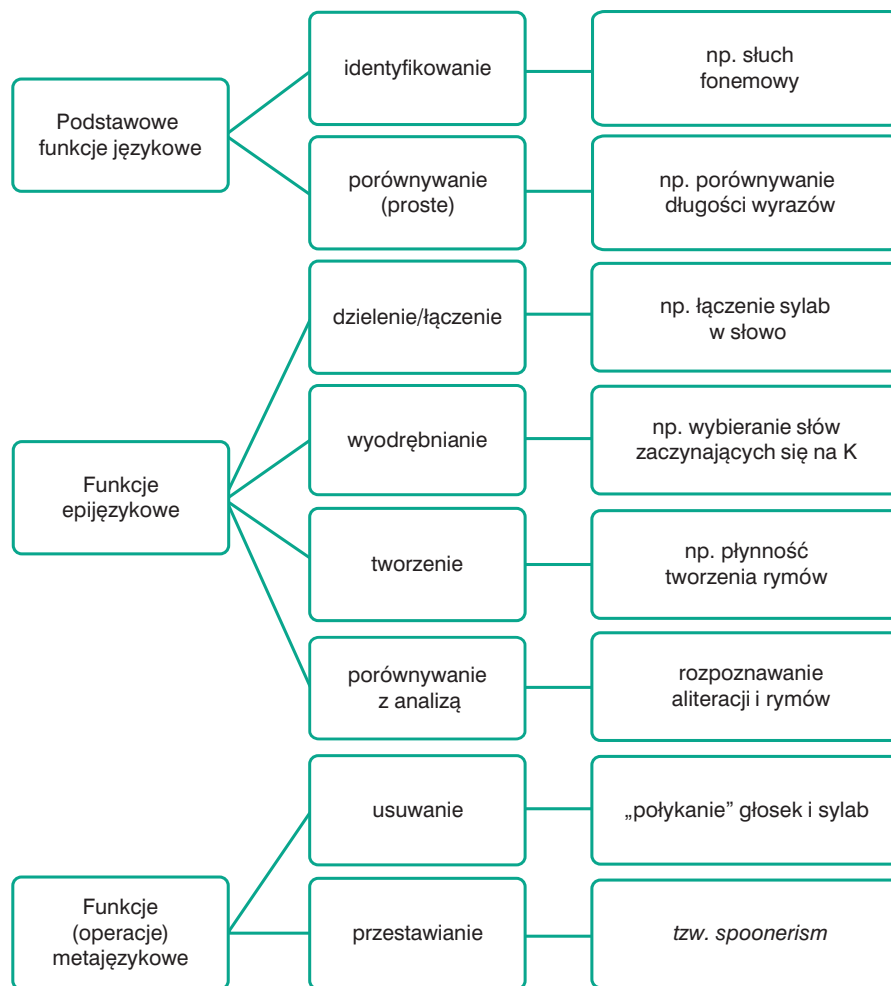 Podstawowe
funkcje językowe
identyfikowanie
np. słuch
fonemowy
porównywanie
(proste)
np. porównywanie
długości wyrazów
Funkcje
epijęzykowe
dzielenie/łączenie
np. łączenie sylab
w słowo
wyodrębnianie
np. wybieranie słów
zaczynających się na K
tworzenie
np. płynność
tworzenia rymów
porównywanie
z analizą
rozpoznawanie
aliteracji i rymów
Funkcje
(operacje)
metajęzykowe
usuwanie
„połykanie” głosek i sylab
przestawianie
tzw. spoonerism